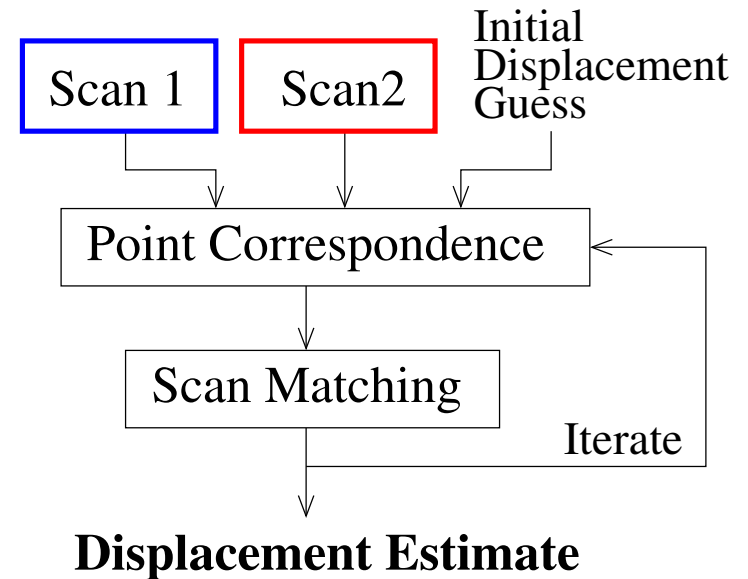 Scan 1
Scan2
Initial
Displacement
Guess
Point Correspondence
Scan Matching
Iterate
Displacement Estimate